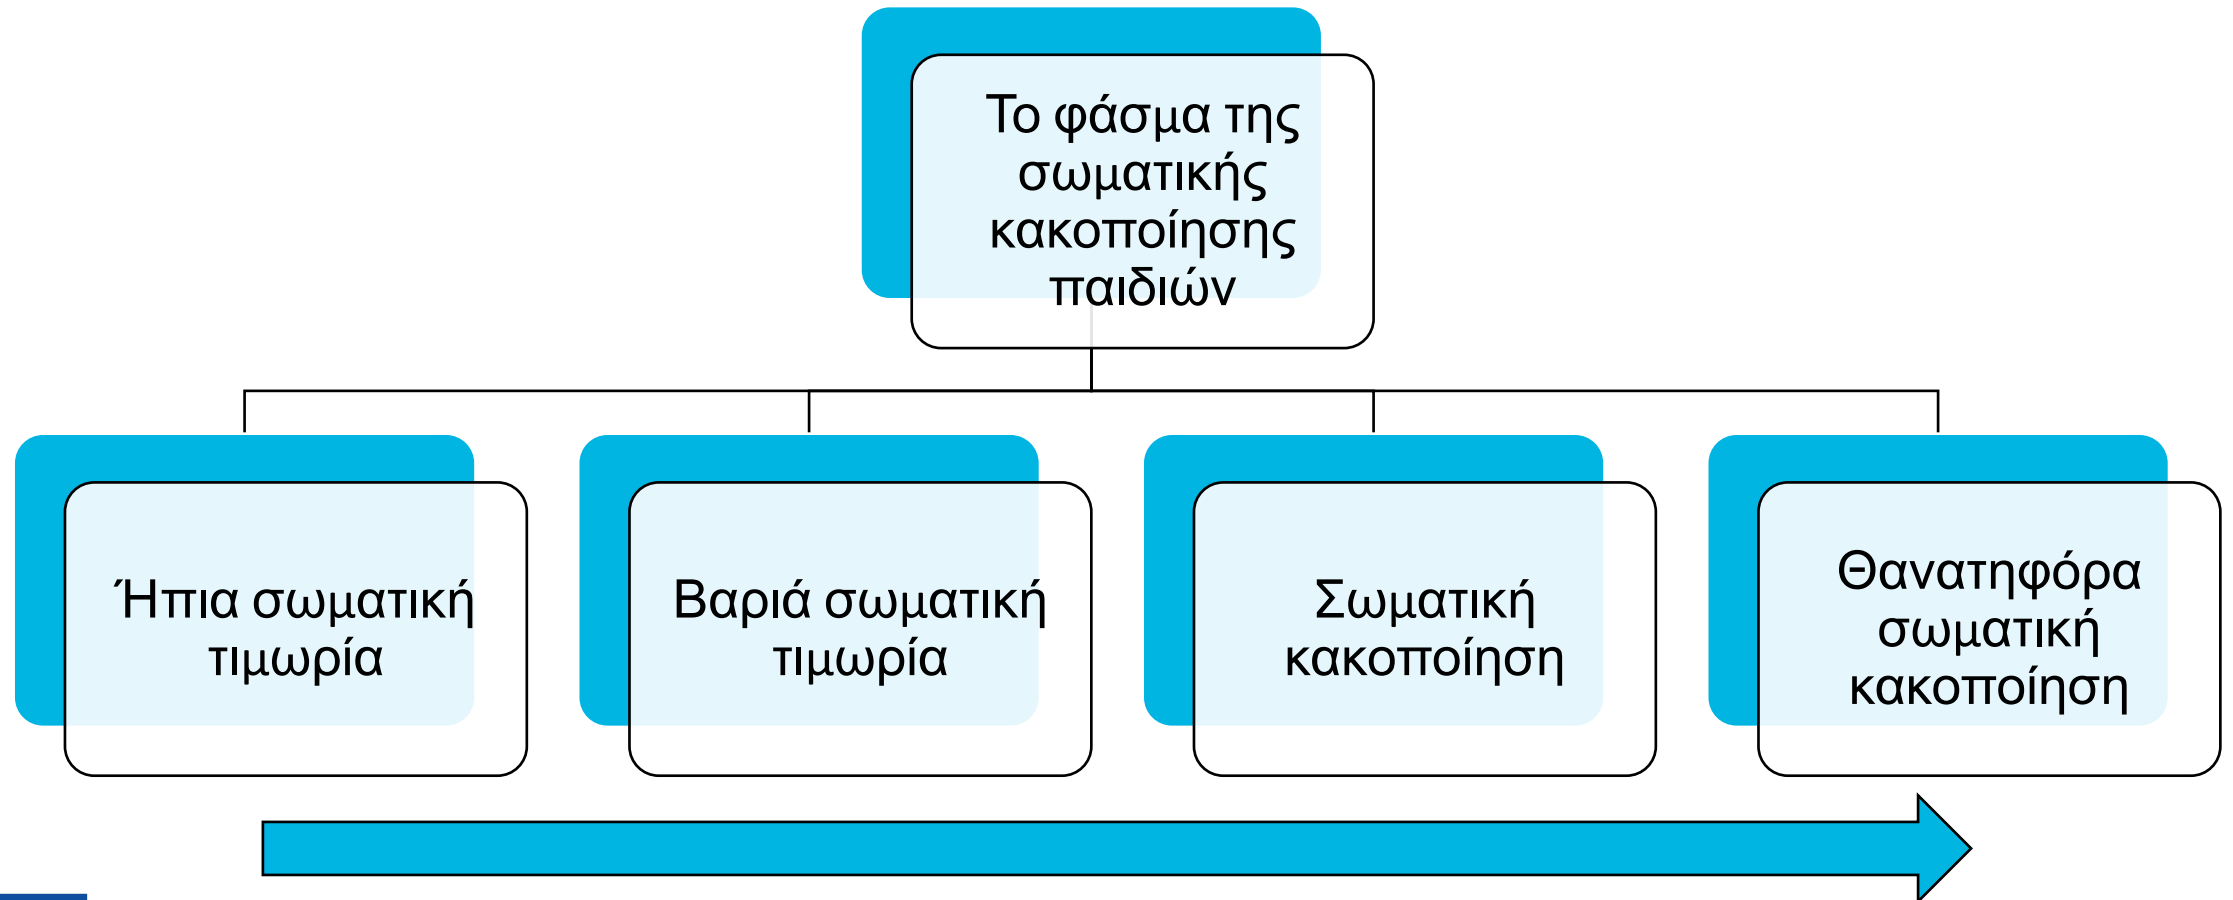 Το φάσμα της
σωματικής
κακοποίησης
παιδιών
Ήπια σωματική
τιμωρία
Βαριά σωματική
τιμωρία
Σωματική
κακοποίηση
Θανατηφόρα
σωματική
κακοποίηση